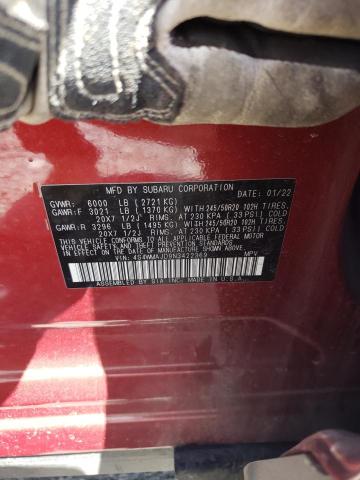 MFD BY SUBARU CORPORATION 01/22
GVWR: 6000 LB (2721 KG)
GAWR:F 3021 LB (1370 KG) WITH 245/50R20 102H TIRES,
20X7 1/2J RIMS, AT 230 KPA (33 PSI) COLD
GAWR:R 3296 LB (1495 KG) WITH 245/50R20 102H TIRES,
20X7 1/2J RIMS, AT 230 KPA (33 PSI) COLD
THIS VEHICLE CONFORMS TO ALL APPLICABLE FEDERAL MOTOR
VEHICLE SAFETY AND THEFT PREVENTION STANDARDS IN EFFECT
ON THE DATE OF MANUFACTURE SHOWN ABOVE.
VIN: 4S4WMAJD9N3422369 MPV
ASSEMBLED BY SIA INC. MADE IN U.S.A.